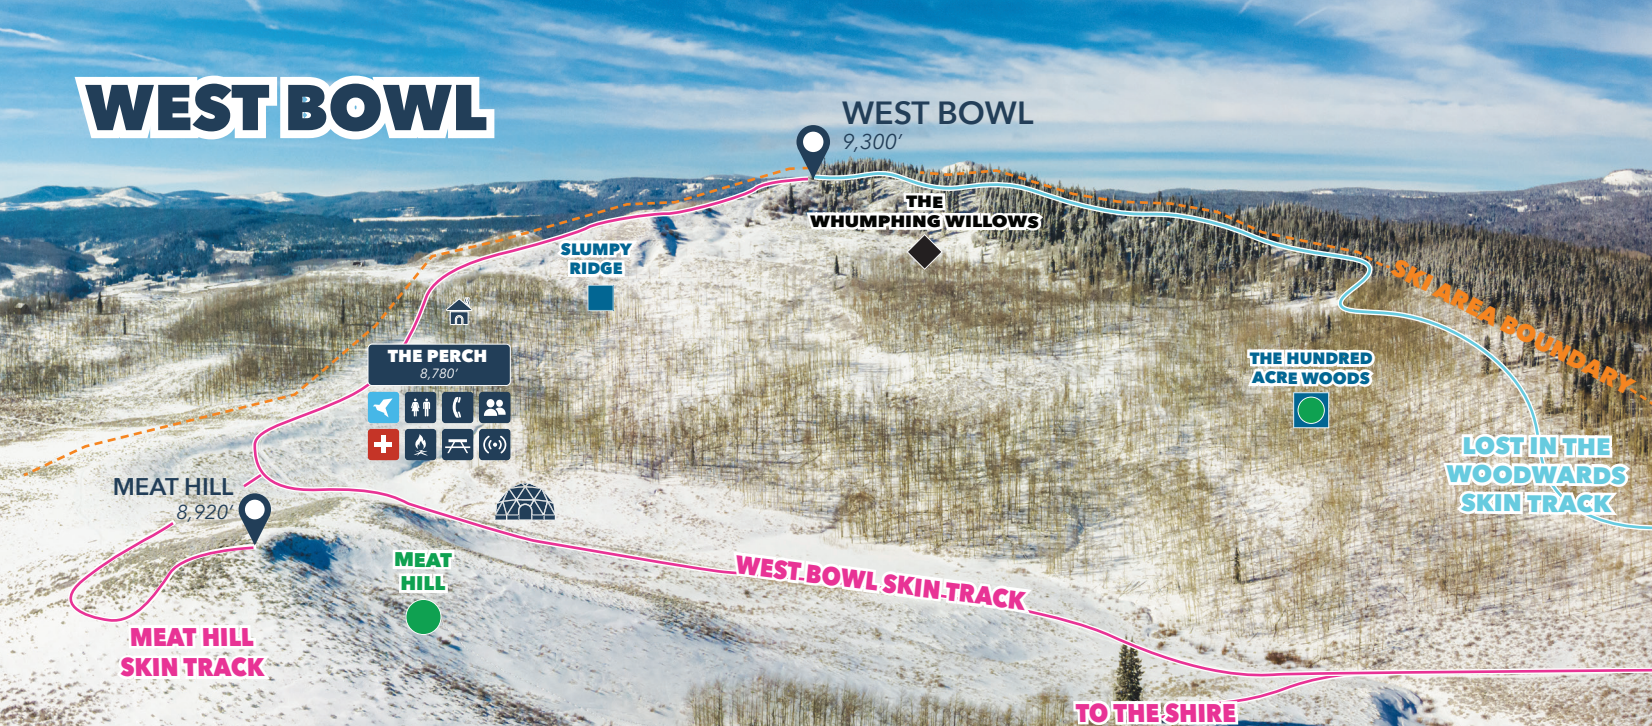 WEST BOWL
WEST BOWL
9,300’
THE
WHUMPHING WILLOWS
SLUMPY
RIDGE
SKI AREA BOUNDARY
THE PERCH
8,780’
THE HUNDRED
ACRE WOODS
LOST IN THE
WOODWARDS
SKIN TRACK
MEAT HILL
8,920’
MEAT
HILL
WEST BOWL SKIN TRACK
MEAT HILL
SKIN TRACK
TO THE SHIRE